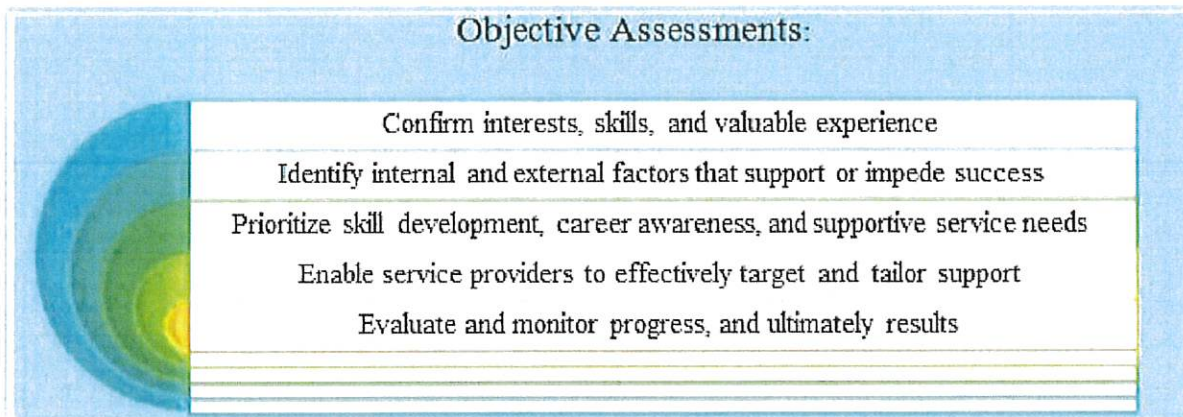 Objective Assessments:
Confirm interests, skills, and valuable experience
Identify internal and external factors that support or impede success
Prioritize skill development, career awareness, and supportive service needs
Enable service providers to effectively target and tailor support
Evaluate and monitor progress, and ultimately results